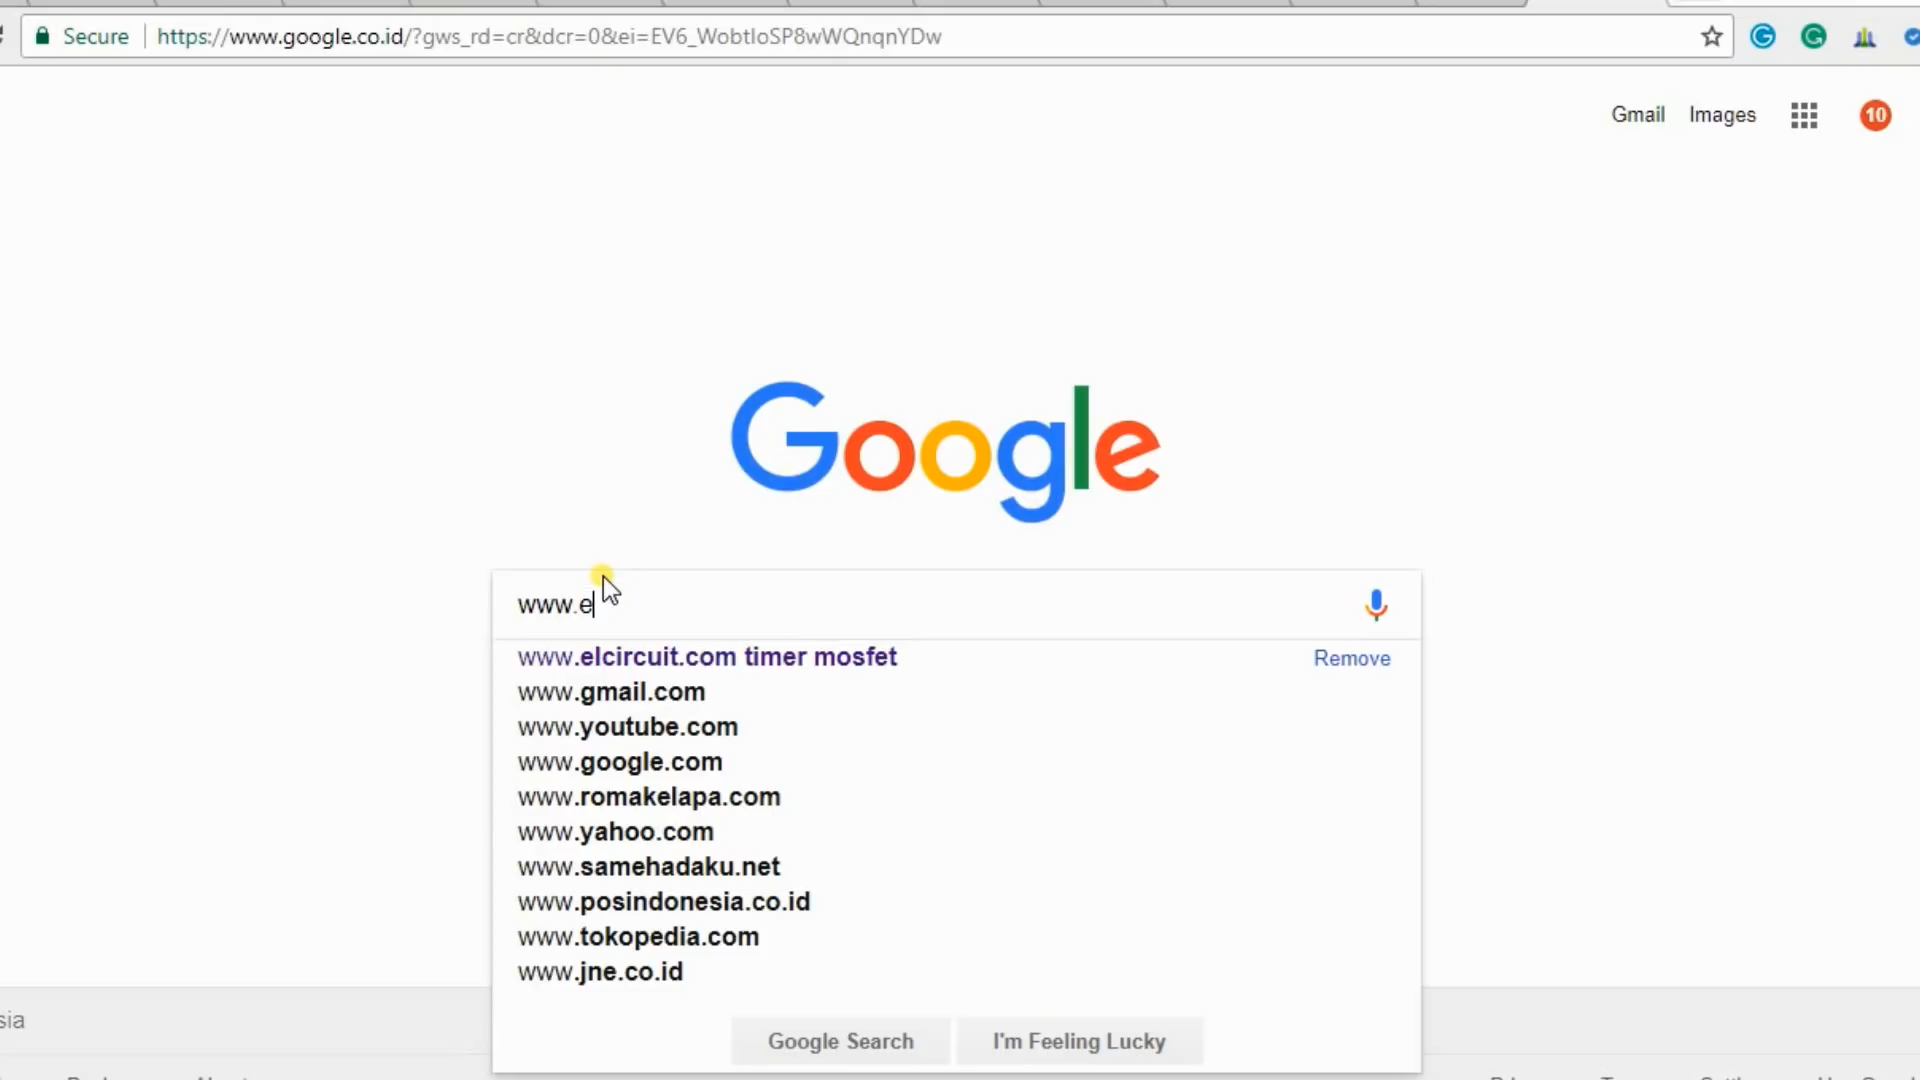 Secure https://www.google.co.id/?gws_rd=cr&dcr=0&ei=EV6_WobtIoSP8wWQnqnYDw
Gmail Images 10
Google
www.e
www.elcircuit.com timer mosfet Remove
www.gmail.com
www.youtube.com
www.google.com
www.romakelapa.com
www.yahoo.com
www.samehadaku.net
www.posindonesia.co.id
www.tokopedia.com
www.jne.co.id
sia
Google Search I'm Feeling Lucky